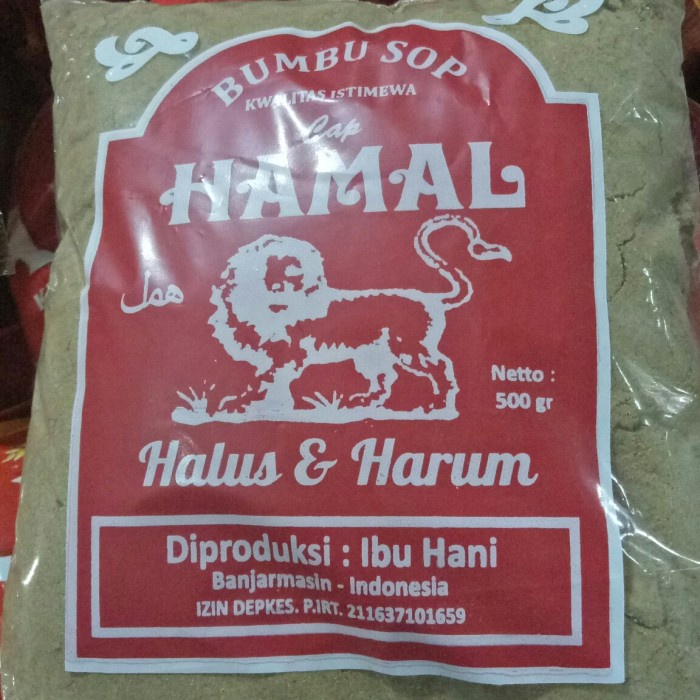 BUMBU SOP
KWALITAS ISTIMEWA
Cap
HAMAL
همل
Netto :
500 gr
Halus & Harum
Diproduksi : Ibu Hani
Banjarmasin - Indonesia
IZIN DEPKES. P.IRT. 211637101659